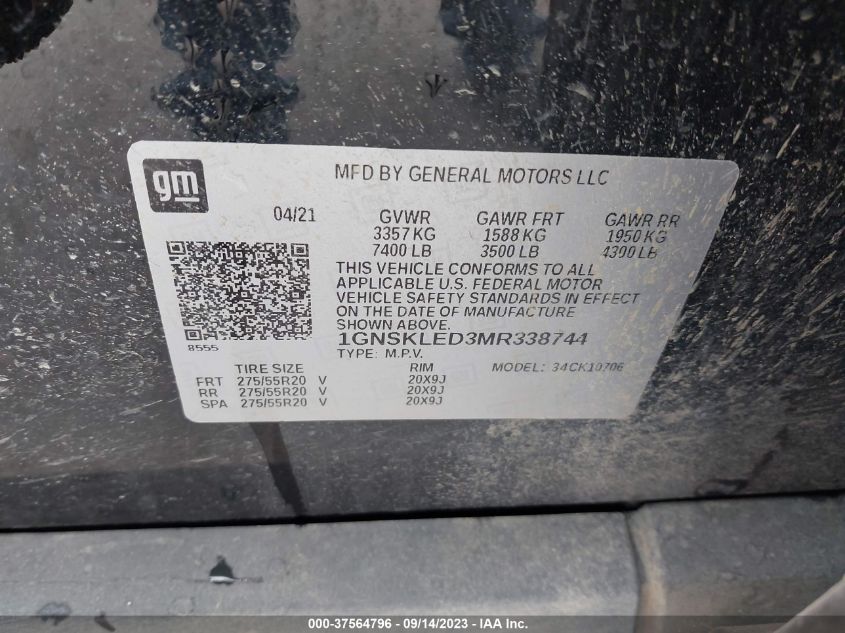 gm
MFD BY GENERAL MOTORS LLC
04/21 GVWR GAWR FRT GAWR RR
3357 KG 1588 KG 1950 KG
7400 LB 3500 LB 4300 LB
THIS VEHICLE CONFORMS TO ALL
APPLICABLE U.S. FEDERAL MOTOR
VEHICLE SAFETY STANDARDS IN EFFECT
ON THE DATE OF MANUFACTURE
SHOWN ABOVE.
1GNSKLED3MR338744
8555
TYPE: M.P.V.
TIRE SIZE RIM MODEL: 34CK10706
FRT 275/55R20 V 20X9J
RR 275/55R20 V 20X9J
SPA 275/55R20 V 20X9J
000-37564796 - 09/14/2023 - IAA Inc.